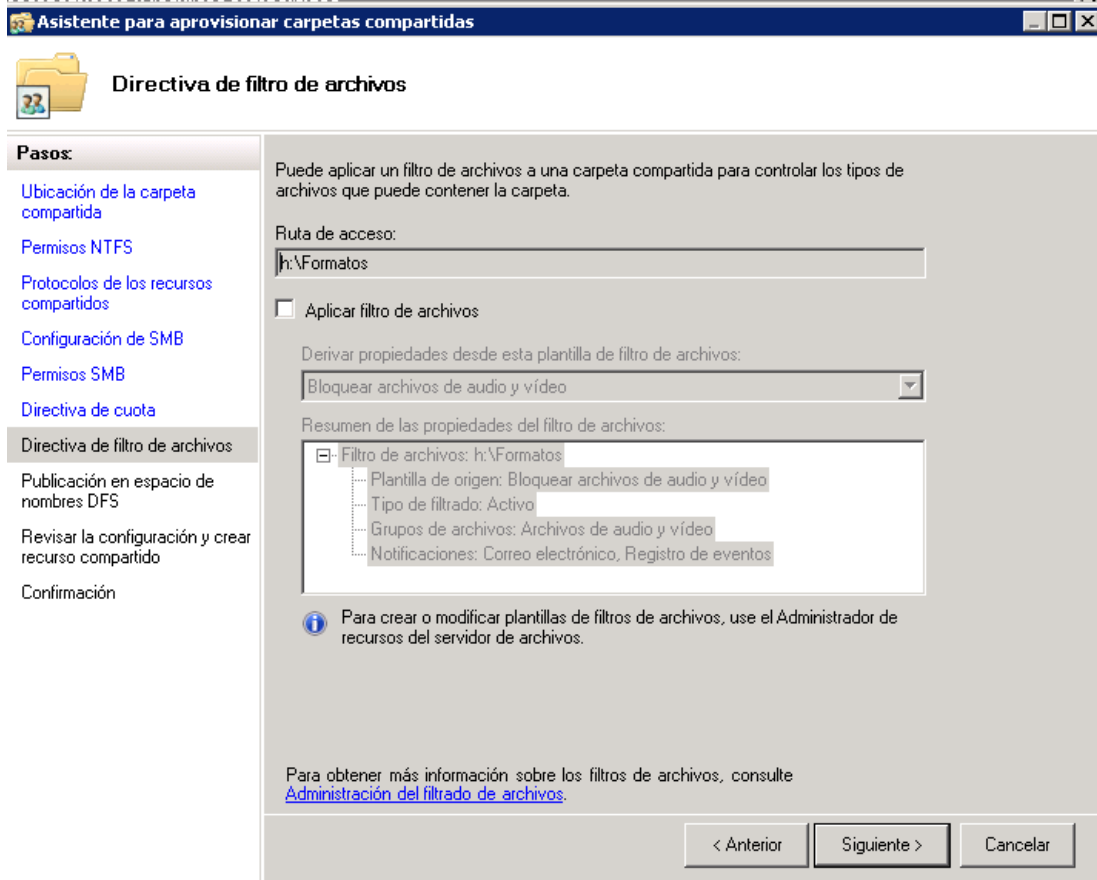 Asistente para aprovisionar carpetas compartidas
Directiva de filtro de archivos
Pasos:
Ubicación de la carpeta
compartida
Permisos NTFS
Protocolos de los recursos
compartidos
Configuración de SMB
Permisos SMB
Directiva de cuota
Directiva de filtro de archivos
Publicación en espacio de
nombres DFS
Revisar la configuración y crear
recurso compartido
Confirmación
Puede aplicar un filtro de archivos a una carpeta compartida para controlar los tipos de
archivos que puede contener la carpeta.
Ruta de acceso:
h:\Formatos
Aplicar filtro de archivos
Derivar propiedades desde esta plantilla de filtro de archivos:
Bloquear archivos de audio y vídeo
Resumen de las propiedades del filtro de archivos:
Filtro de archivos: h:\Formatos
Plantilla de origen: Bloquear archivos de audio y vídeo
Tipo de filtrado: Activo
Grupos de archivos: Archivos de audio y vídeo
Notificaciones: Correo electrónico, Registro de eventos
Para crear o modificar plantillas de filtros de archivos, use el Administrador de
recursos del servidor de archivos.
Para obtener más información sobre los filtros de archivos, consulte
Administración del filtrado de archivos.
< Anterior
Siguiente >
Cancelar